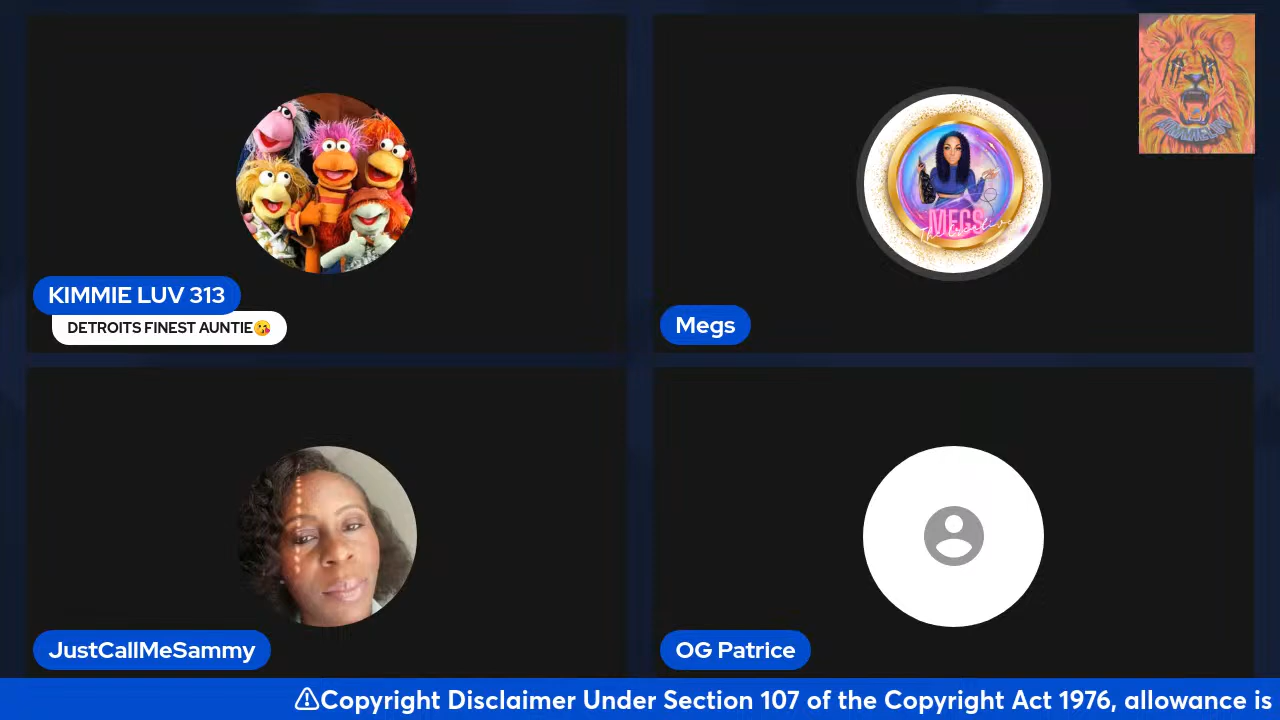 KIMMIE LUV 313
DETROITS FINEST AUNTIE😘
MEGS
Megs
JustCallMeSammy
OG Patrice
⚠Copyright Disclaimer Under Section 107 of the Copyright Act 1976, allowance is